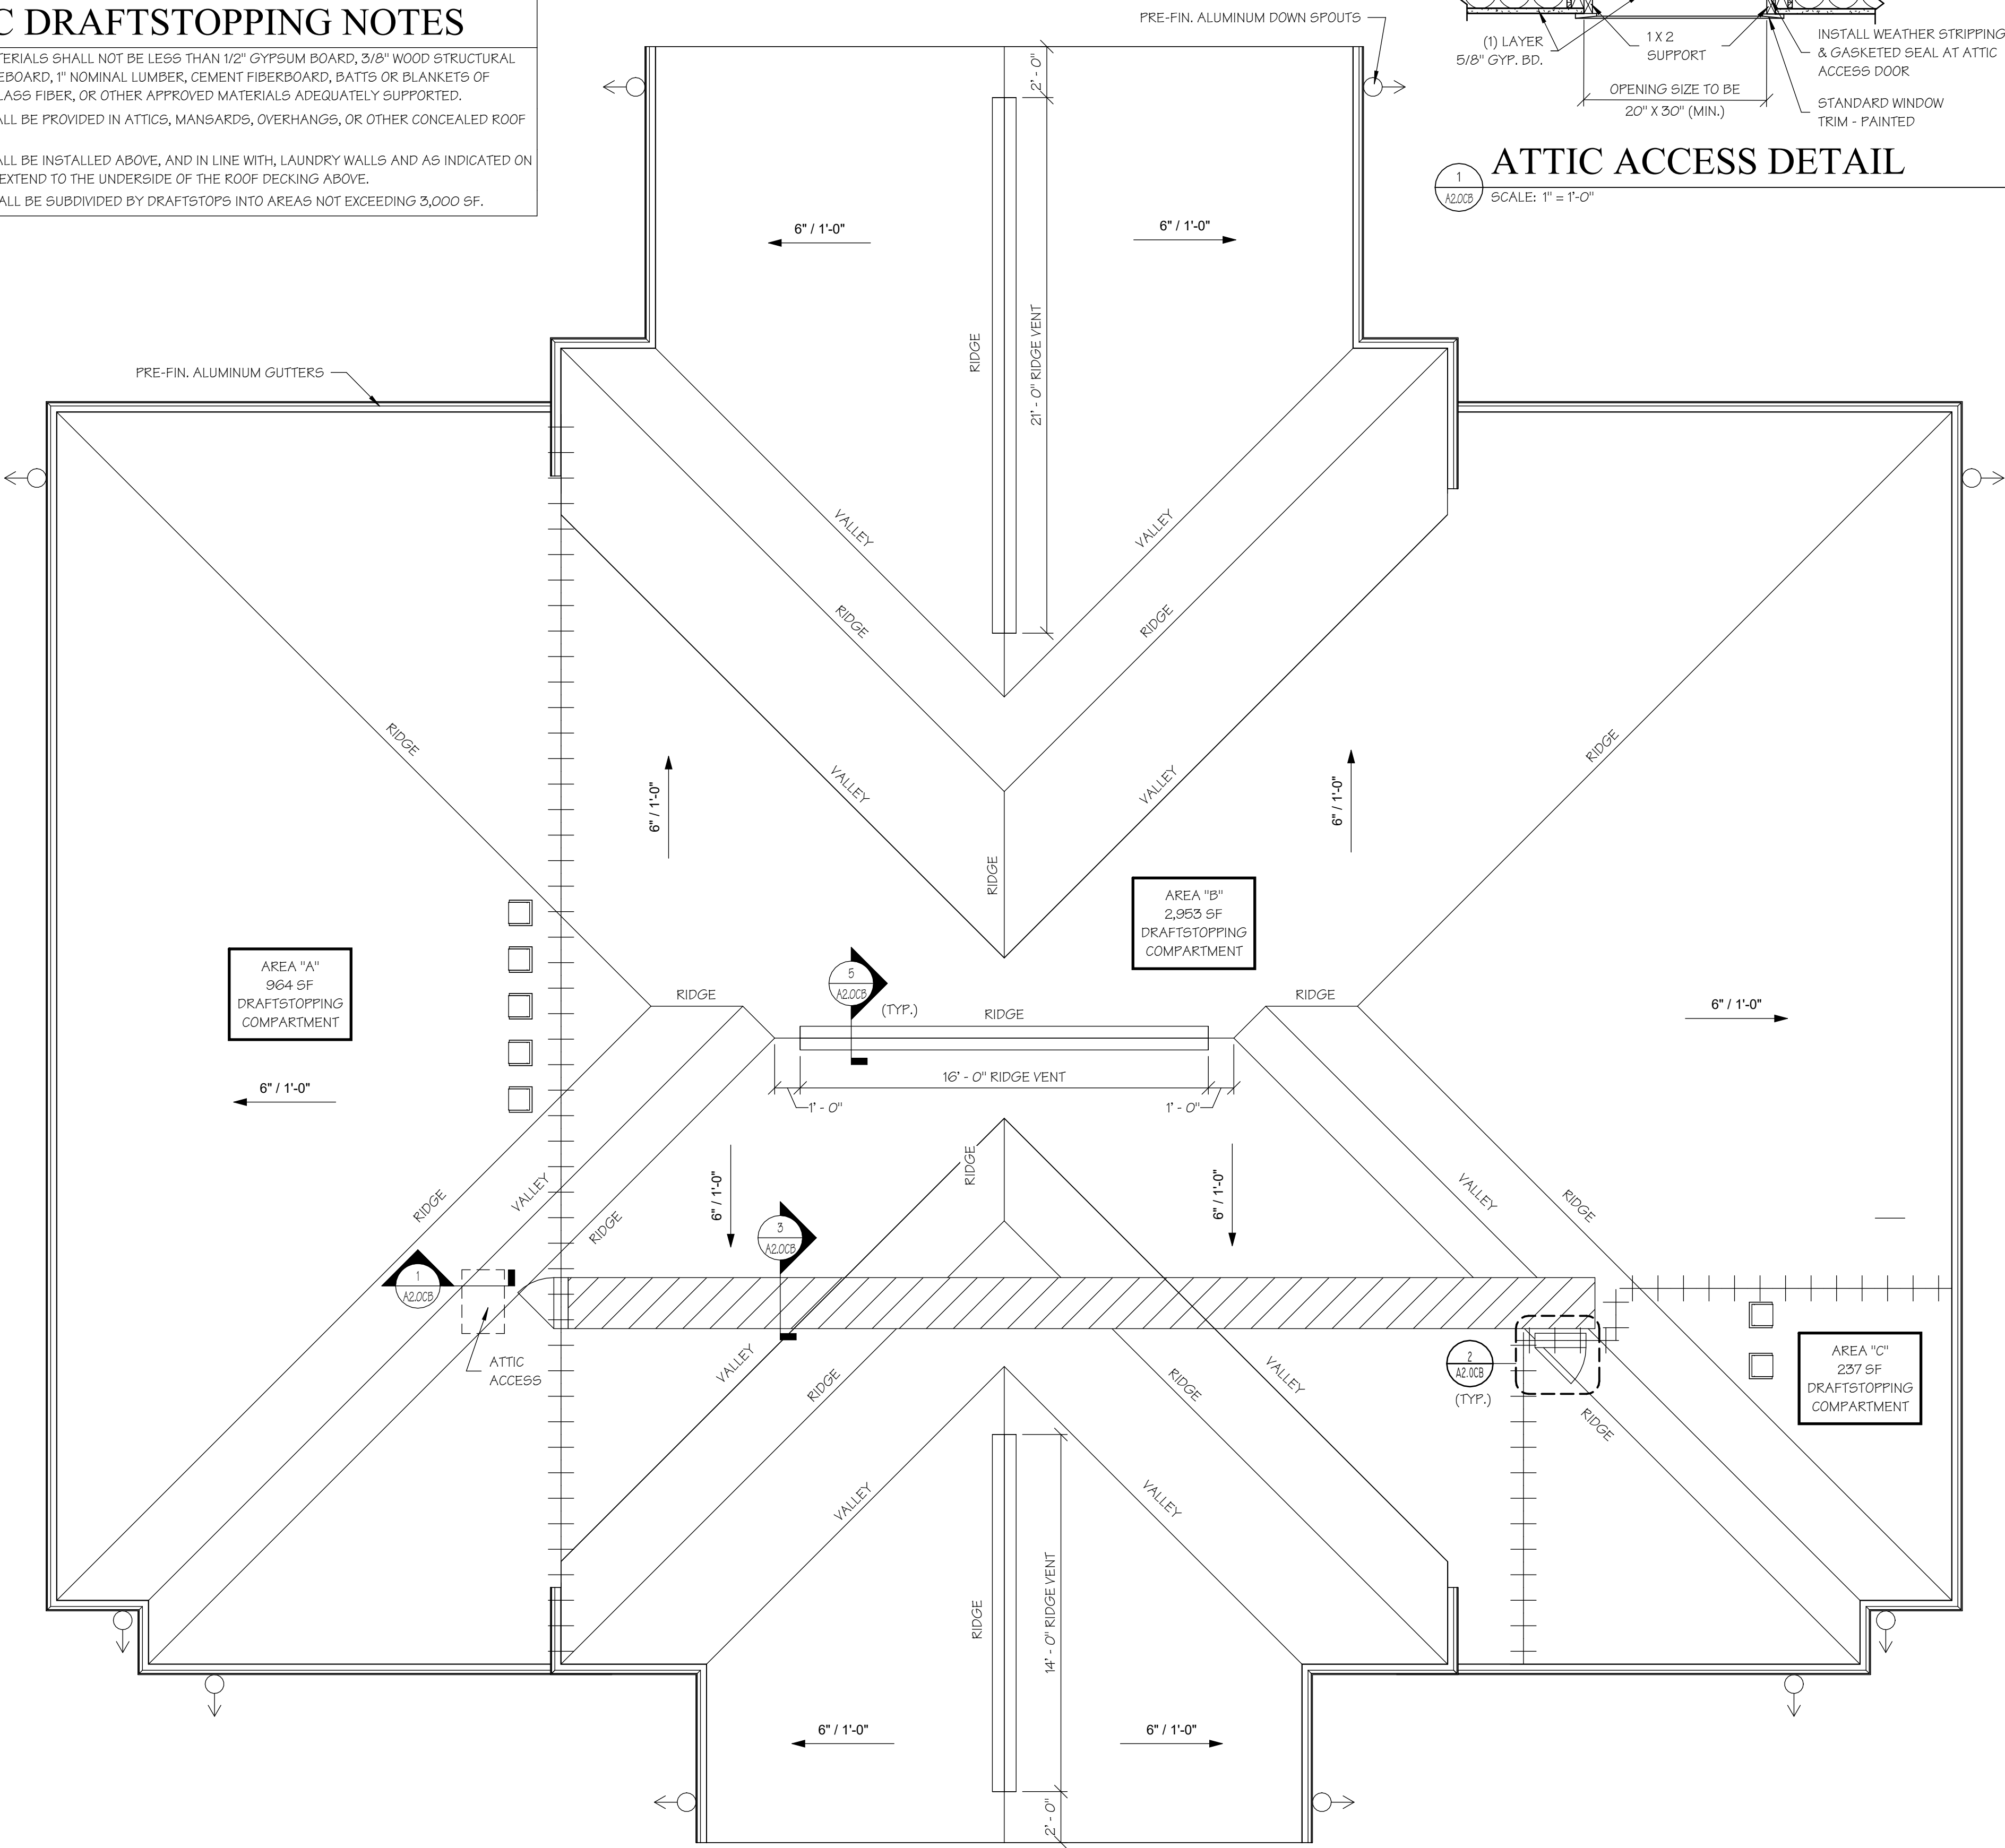 C DRAFTSTOPPING NOTES
TERIALS SHALL NOT BE LESS THAN 1/2" GYPSUM BOARD, 3/8" WOOD STRUCTURAL
EBOARD, 1" NOMINAL LUMBER, CEMENT FIBERBOARD, BATTS OR BLANKETS OF
LASS FIBER, OR OTHER APPROVED MATERIALS ADEQUATELY SUPPORTED.
ALL BE PROVIDED IN ATTICS, MANSARDS, OVERHANGS, OR OTHER CONCEALED ROOF
ALL BE INSTALLED ABOVE, AND IN LINE WITH, LAUNDRY WALLS AND AS INDICATED ON
EXTEND TO THE UNDERSIDE OF THE ROOF DECKING ABOVE.
ALL BE SUBDIVIDED BY DRAFTSTOPS INTO AREAS NOT EXCEEDING 3,000 SF.
PRE-FIN. ALUMINUM DOWN SPOUTS
(1) LAYER
5/8" GYP. BD.
1 X 2
SUPPORT
INSTALL WEATHER STRIPPING
& GASKETED SEAL AT ATTIC
ACCESS DOOR
OPENING SIZE TO BE
20" X 30" (MIN.)
STANDARD WINDOW
TRIM - PAINTED
1
A2.0CB
ATTIC ACCESS DETAIL
SCALE: 1" = 1'-0"
2' - 0"
6" / 1'-0"
6" / 1'-0"
RIDGE
21' - 0" RIDGE VENT
PRE-FIN. ALUMINUM GUTTERS
VALLEY
VALLEY
RIDGE
RIDGE
RIDGE
RIDGE
VALLEY
VALLEY
6" / 1'-0"
6" / 1'-0"
RIDGE
AREA "B"
2,953 SF
DRAFTSTOPPING
COMPARTMENT
AREA "A"
964 SF
DRAFTSTOPPING
COMPARTMENT
5
A2.0CB
(TYP.)
RIDGE
RIDGE
RIDGE
6" / 1'-0"
16' - 0" RIDGE VENT
1' - 0"
1' - 0"
6" / 1'-0"
RIDGE
6" / 1'-0"
6" / 1'-0"
RIDGE
VALLEY
RIDGE
VALLEY
RIDGE
3
A2.0CB
1
A2.0CB
ATTIC
ACCESS
VALLEY
RIDGE
RIDGE
VALLEY
2
A2.0CB
(TYP.)
RIDGE
AREA "C"
237 SF
DRAFTSTOPPING
COMPARTMENT
VALLEY
VALLEY
RIDGE
14' - 0" RIDGE VENT
6" / 1'-0"
6" / 1'-0"
2' - 0"